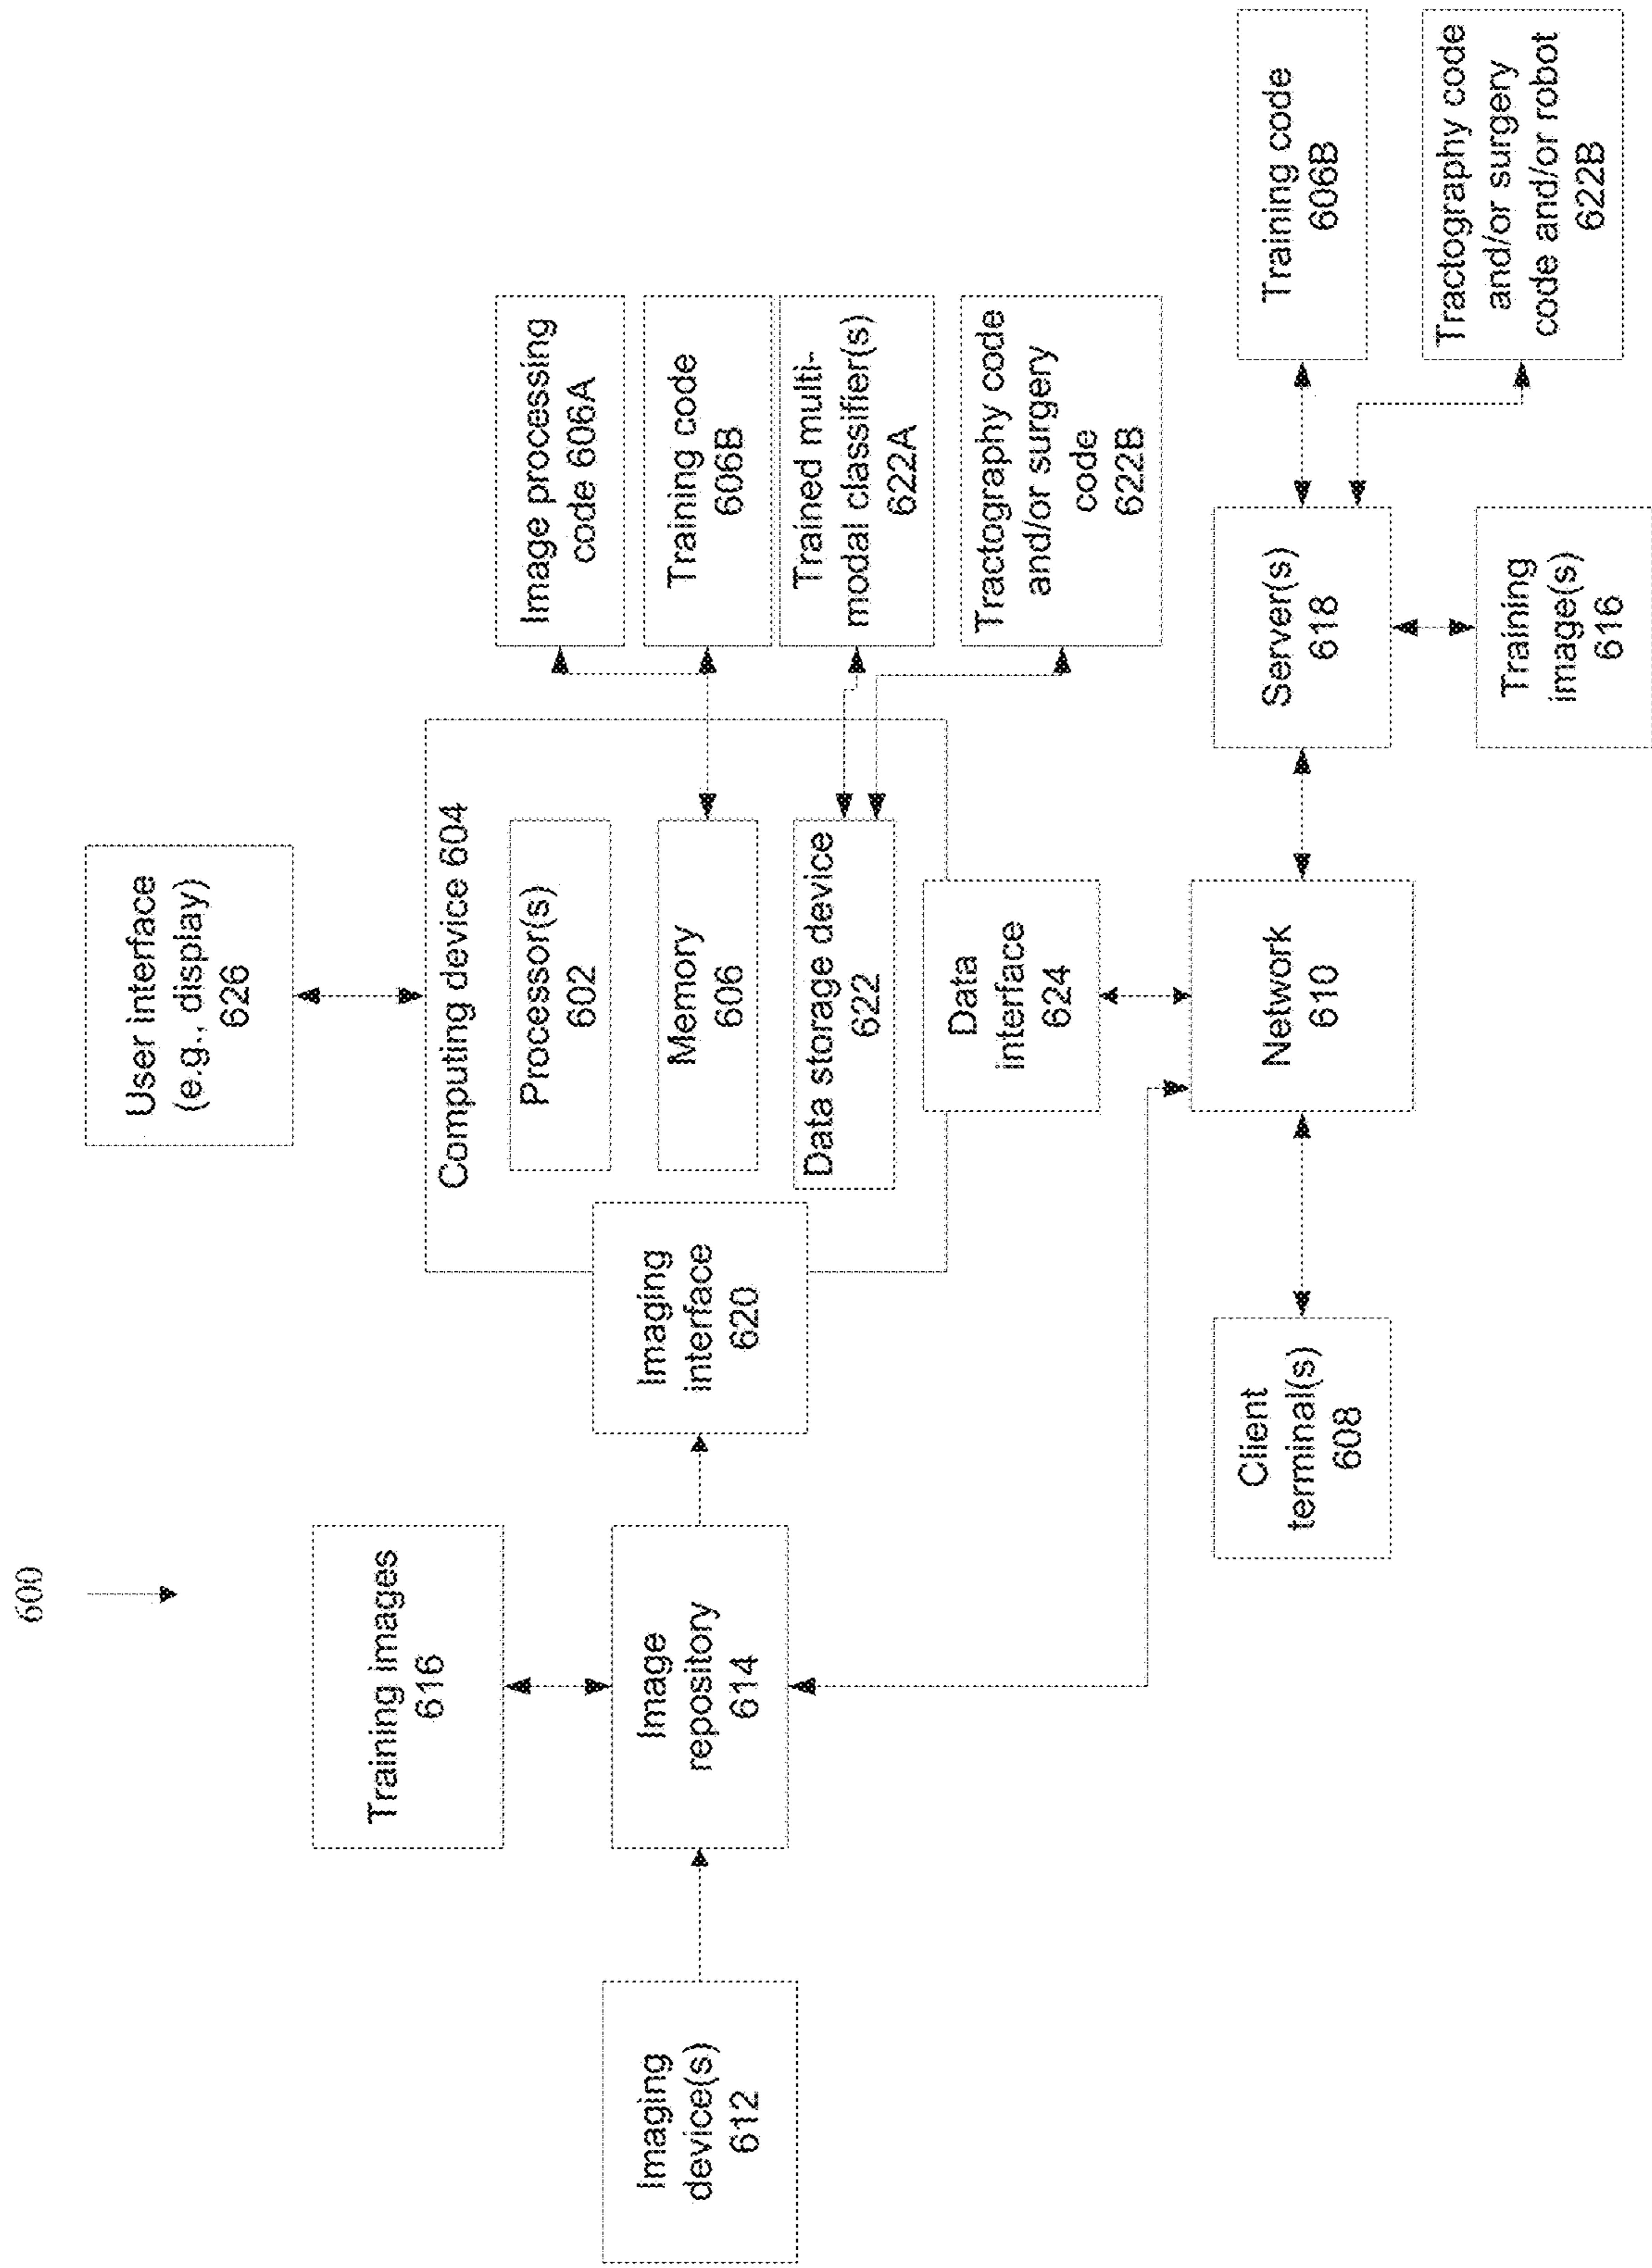 600
User interface
(e.g., display)
626
Training images
616
Computing device 604
Processor(s)
602
Memory
606
Data storage device
622
Image processing
code 606A
Training code
606B
Trained multi-
modal classifier(s)
622A
Tractography code
and/or surgery
code
622B
Imaging
device(s)
612
Image
repository
614
Imaging
interface
620
Data
interface
624
Client
terminal(s)
608
Network
610
Server(s)
618
Training
image(s)
616
Training code
606B
Tractography code
and/or surgery
code and/or robot
622B